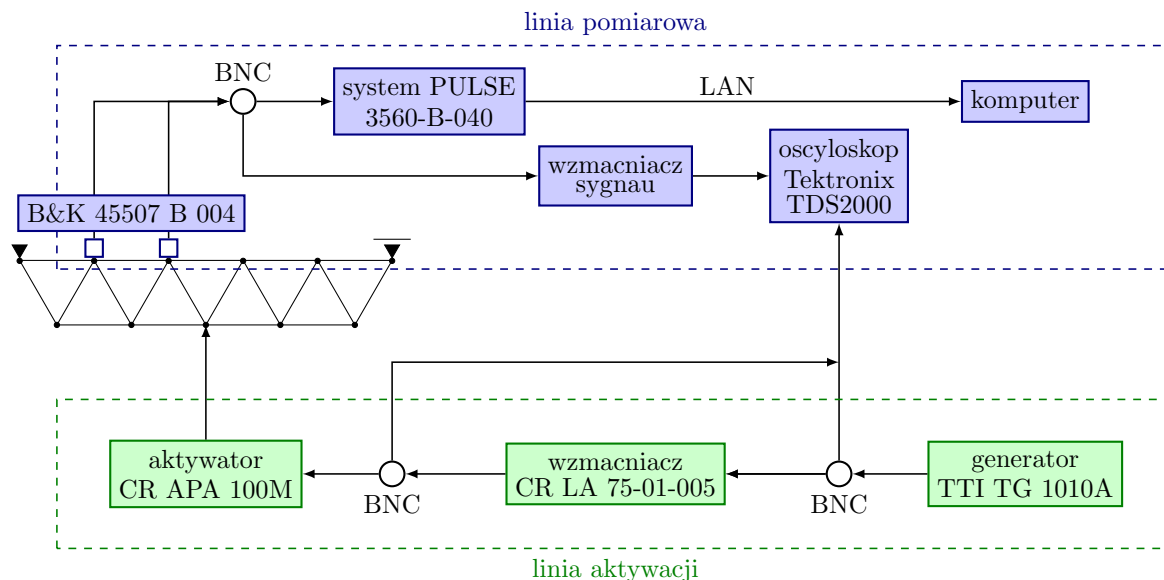 linia pomiarowa
BNC
system PULSE
3560-B-040
LAN
komputer
wzmacniacz
sygnau
oscyloskop
Tektronix
TDS2000
B&K 45507 B 004
aktywator
CR APA 100M
BNC
wzmacniacz
CR LA 75-01-005
BNC
generator
TTI TG 1010A
linia aktywacji